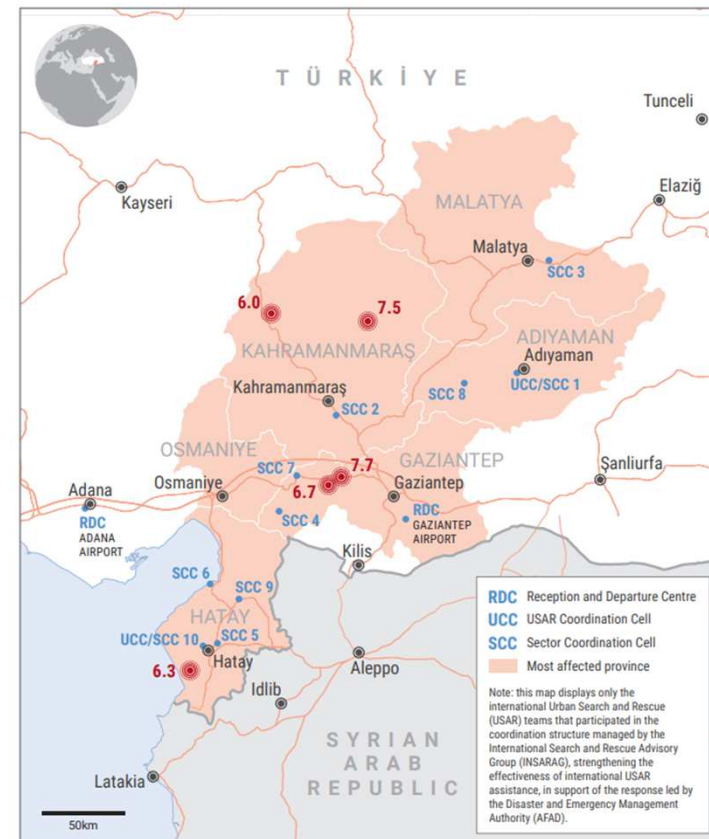 TÜRKİYE
Tunceli
Kayseri
Elaziğ
MALATYA
Malatya
SCC 3
6.0
7.5
ADIYAMAN
KAHRAMANMARAŞ
Adıyaman
UCC/SCC 1
SCC 8
Kahramanmaraş
SCC 2
OSMANIYE
GAZIANTEP
SCC 7
7.7
6.7
Şanliurfa
Adana
Osmaniye
Gaziantep
RDC
ADANA
AIRPORT
SCC 4
RDC
GAZIANTEP
AIRPORT
Kilis
SCC 6
SCC 9
HATAY
UCC/SCC 10
SCC 5
Hatay
6.3
Aleppo
Idlib
SYRIAN
ARAB
REPUBLIC
Latakia
50km
RDC Reception and Departure Centre
UCC USAR Coordination Cell
SCC Sector Coordination Cell
Most affected province
Note: this map displays only the
international Urban Search and Rescue
(USAR) teams that participated in the
coordination structure managed by the
International Search and Rescue Advisory
Group (INSARAG), strengthening the
effectiveness of international USAR
assistance, in support of the response led by
the Disaster and Emergency Management
Authority (AFAD).